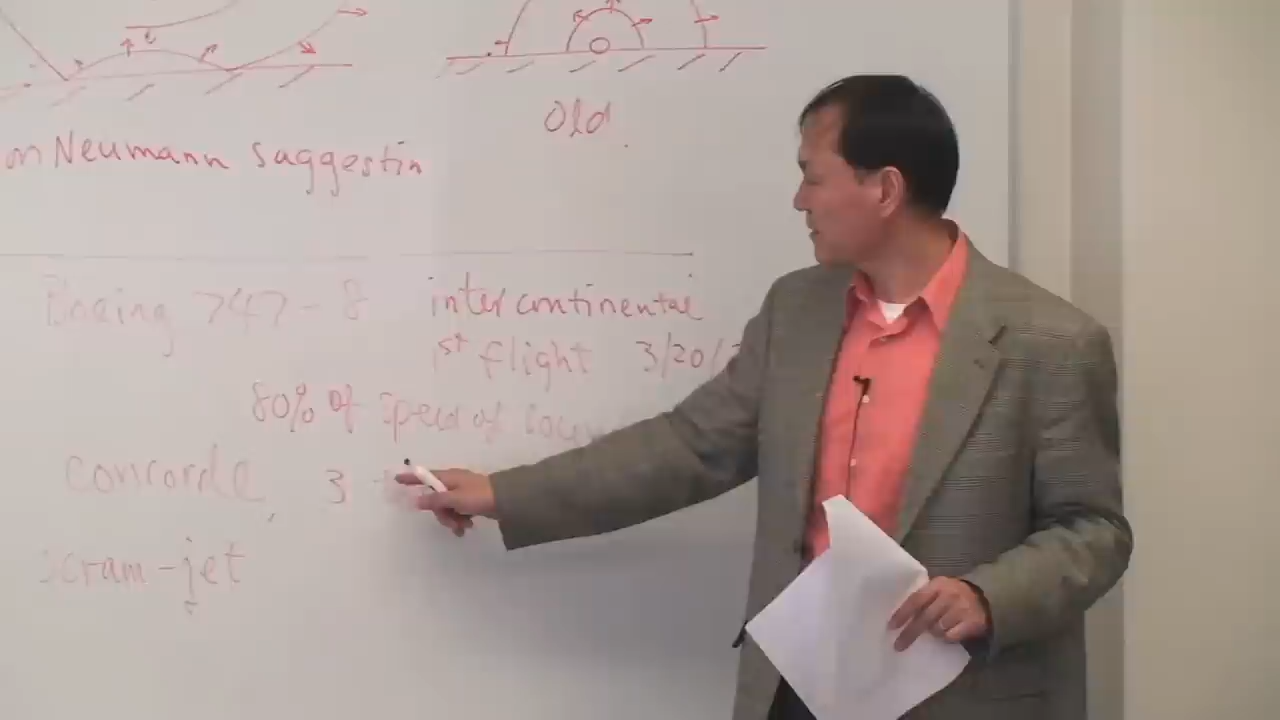 Old
on Neumann suggestin
Boeing 747-8 intercontinental
1st flight 3/20/
80% of speed of
Concorde, 3
scram-jet